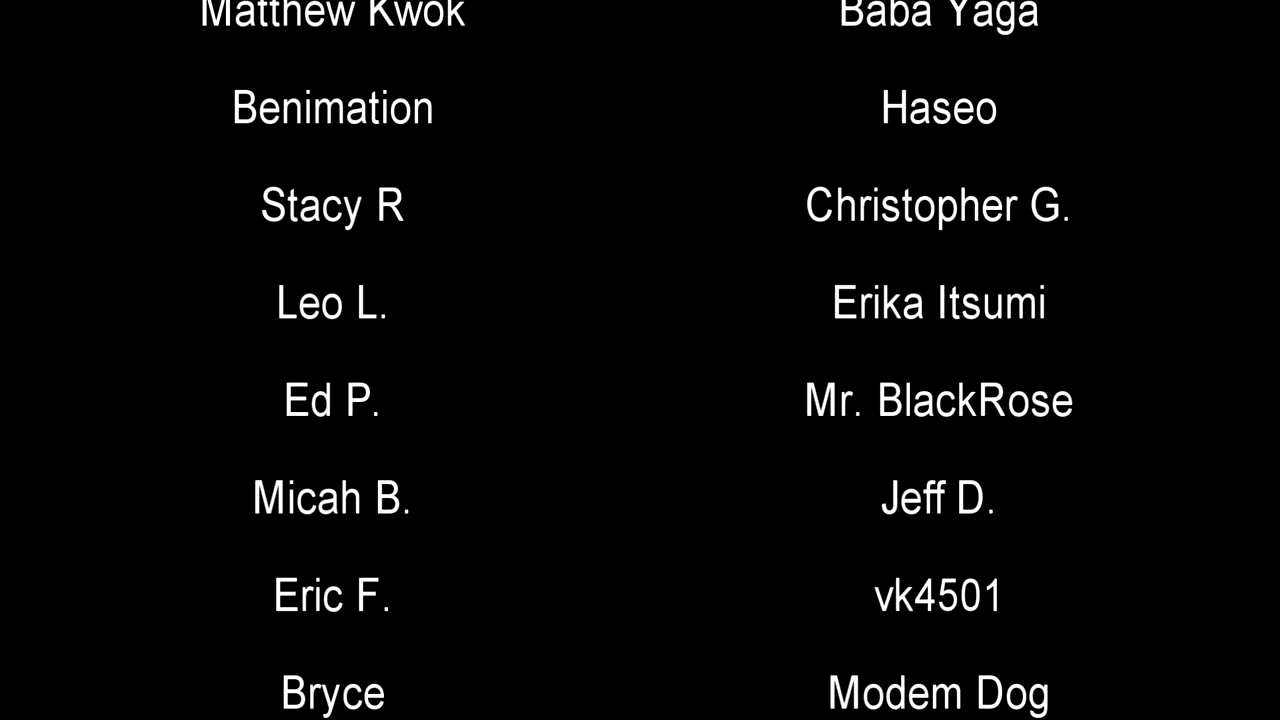 Matthew Kwok
Baba Yaga
Benimation
Haseo
Stacy R
Christopher G.
Leo L.
Erika Itsumi
Ed P.
Mr. BlackRose
Micah B.
Jeff D.
Eric F.
vk4501
Bryce
Modem Dog